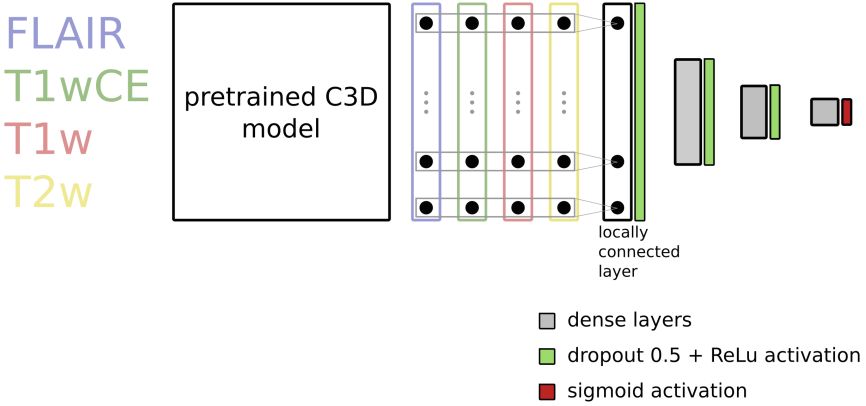 FLAIR
T1wCE
T1w
T2w
pretrained C3D
model
locally
connected
layer
dense layers
dropout 0.5 + ReLu activation
sigmoid activation